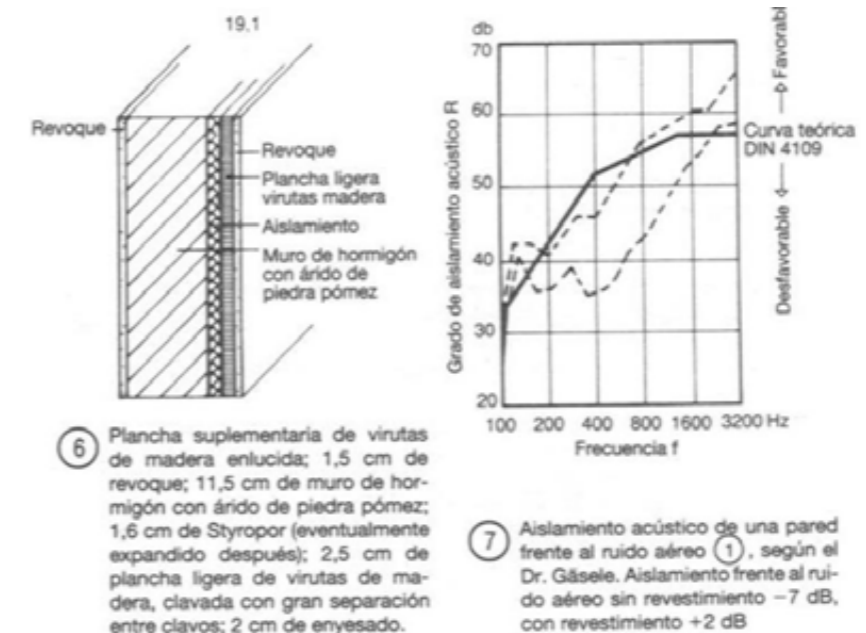 19,1
Revoque
Revoque
Plancha ligera
virutas madera
Aislamiento
Muro de hormigón
con árido de
piedra pómez
6 Plancha suplementaria de virutas
de madera enlucida; 1,5 cm de
revoque; 11,5 cm de muro de hor-
migón con árido de piedra pómez;
1,6 cm de Styropor (eventualmente
expandido después); 2,5 cm de
plancha ligera de virutas de ma-
dera, clavada con gran separación
entre clavos; 2 cm de enyesado.
db
70
60
50
40
30
20
Grado de aislamiento acústico R
100 200 400 800 1600 3200 Hz
Frecuencia f
Favorabl
Curva teórica
DIN 4109
Desfavorable
7 Aislamiento acústico de una pared
frente al ruido aéreo 1, según el
Dr. Gäsele. Aislamiento frente al rui-
do aéreo sin revestimiento −7 dB,
con revestimiento +2 dB